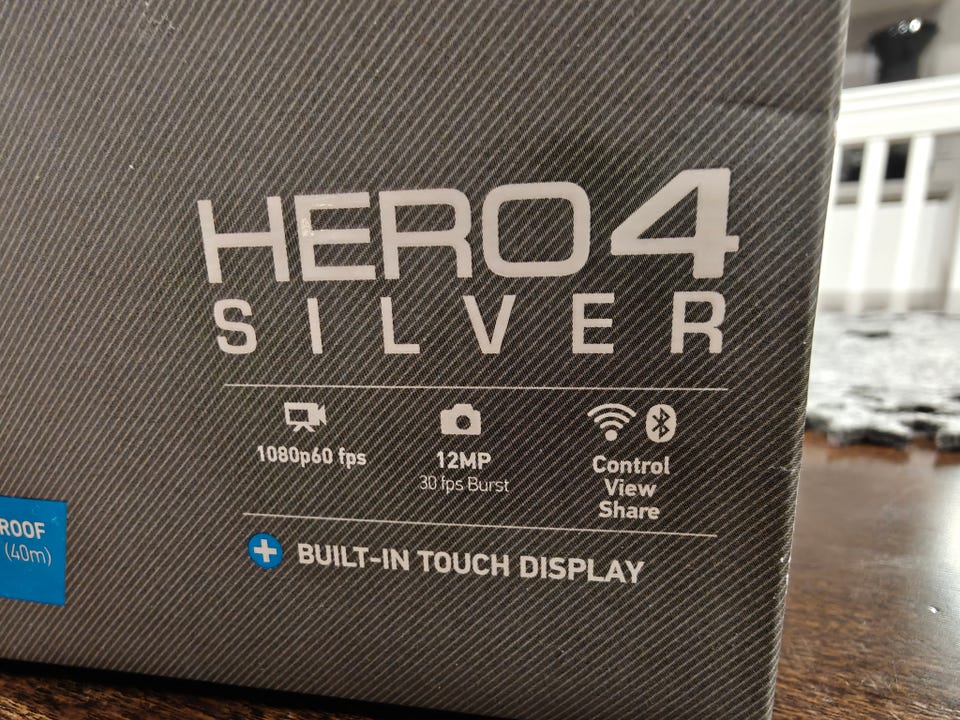 HERO4
SILVER
1080p60 fps
12MP
30 fps Burst
Control
View
Share
BUILT-IN TOUCH DISPLAY
ROOF
(40m)